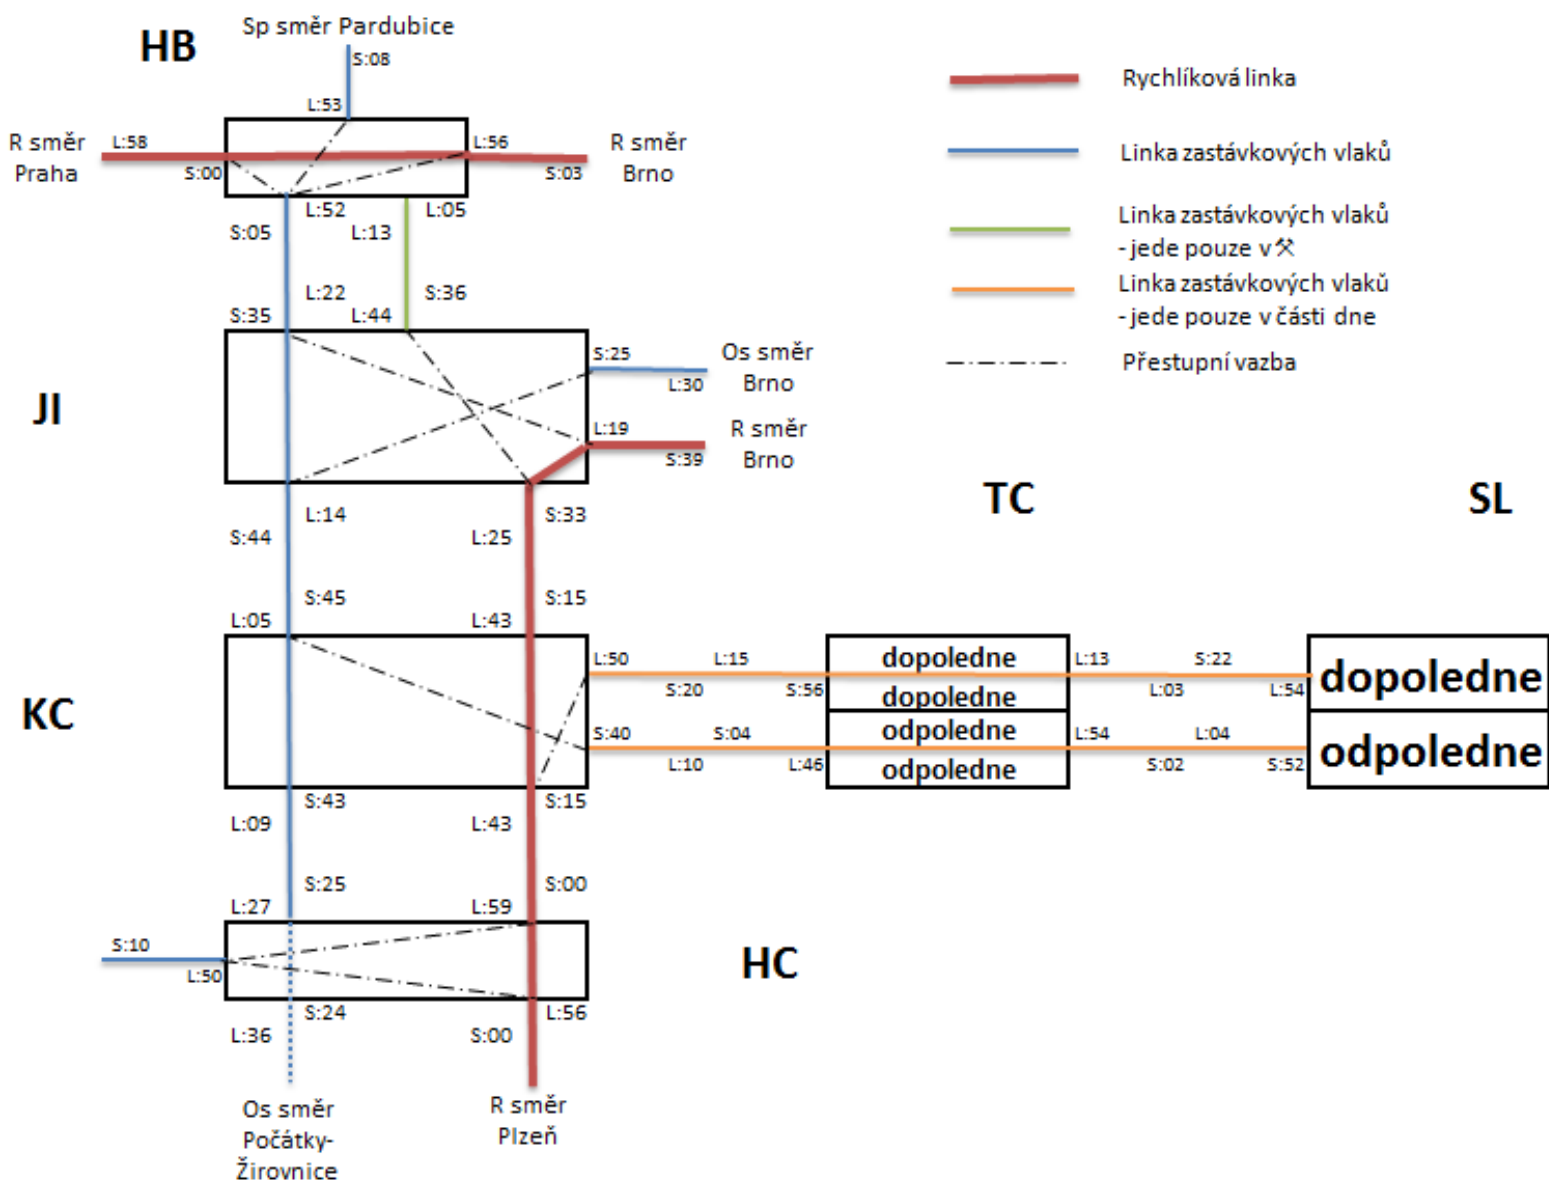 HB
Sp směr Pardubice
S:08
L:53
R směr
Praha
L:58
S:00
L:56
S:03
R směr
Brno
L:52
L:05
S:05
L:13
L:22
S:36
S:35
L:44
Rychlíková linka
Linka zastávkových vlaků
Linka zastávkových vlaků
- jede pouze v ⚒
Linka zastávkových vlaků
- jede pouze v části dne
Přestupní vazba
JI
S:25
L:30
Os směr
Brno
L:19
S:39
R směr
Brno
L:14
S:33
S:44
L:25
TC
SL
S:45
S:15
L:05
L:43
KC
L:50
L:15
S:20
S:56
dopoledne
dopoledne
L:13
S:22
L:03
L:54
dopoledne
S:40
S:04
L:10
L:46
odpoledne
odpoledne
L:54
L:04
S:02
S:52
odpoledne
S:43
S:15
L:09
L:43
S:25
S:00
L:27
L:59
S:10
L:50
HC
S:24
L:56
L:36
S:00
Os směr
Počátky-
Žirovnice
R směr
Plzeň